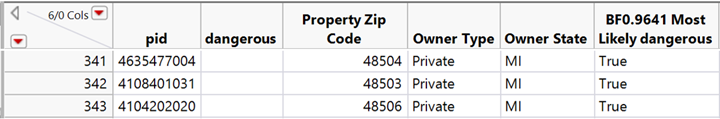 6/0 Cols
pid dangerous Property Zip Code Owner Type Owner State BF0.9641 Most Likely dangerous
341 4635477004 48504 Private MI True
342 4108401031 48503 Private MI True
343 4104202020 48506 Private MI True